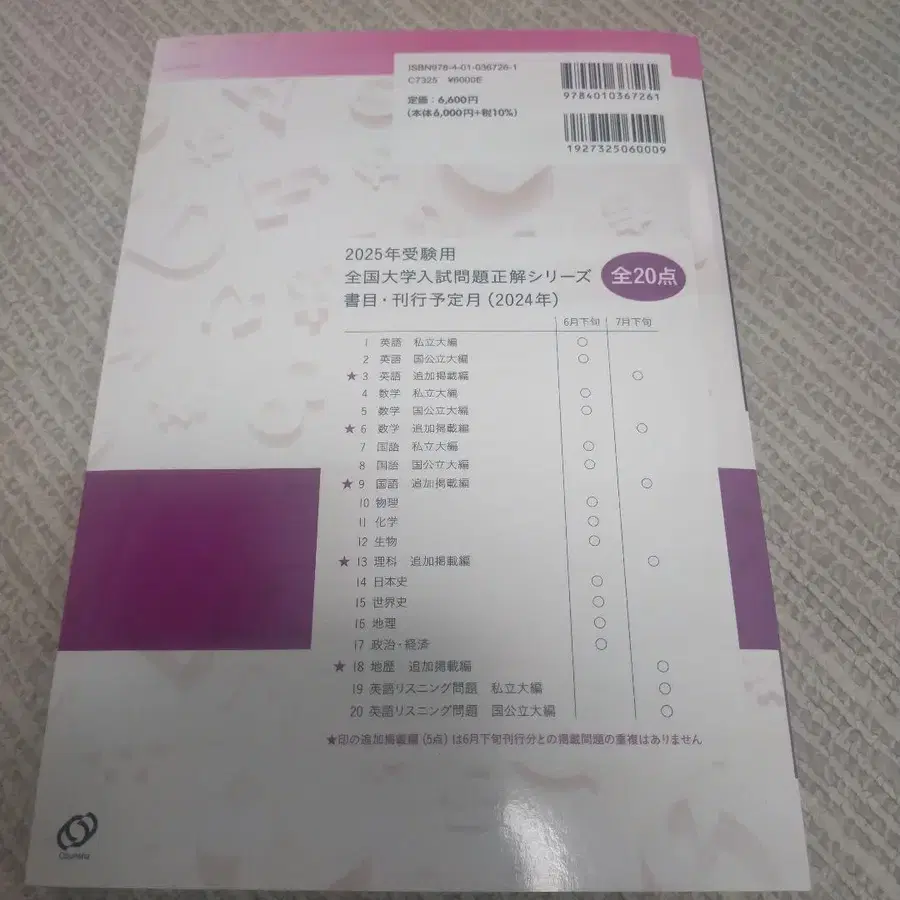 ISBN978-4-01-036726-1
C7325 ¥6000E
定価：6,600円
(本体6,000円+税10%)
9784010367261
1927325060009
2025年受験用
全国大学入試問題正解シリーズ
書目・刊行予定月(2024年)
全20点
6月下旬 7月下旬
1 英語 私立大編 ○
2 英語 国公立大編 ○
★3 英語 追加掲載編 ○
4 数学 私立大編 ○
5 数学 国公立大編 ○
★6 数学 追加掲載編 ○
7 国語 私立大編 ○
8 国語 国公立大編 ○
★9 国語 追加掲載編 ○
10 物理 ○
11 化学 ○
12 生物 ○
★13 理科 追加掲載編 ○
14 日本史 ○
15 世界史 ○
16 地理 ○
17 政治・経済 ○
★18 地歴 追加掲載編 ○
19 英語リスニング問題 私立大編 ○
20 英語リスニング問題 国公立大編 ○
★印の追加掲載編(5点)は6月下旬刊行分との掲載問題の重複はありません
Obunsha